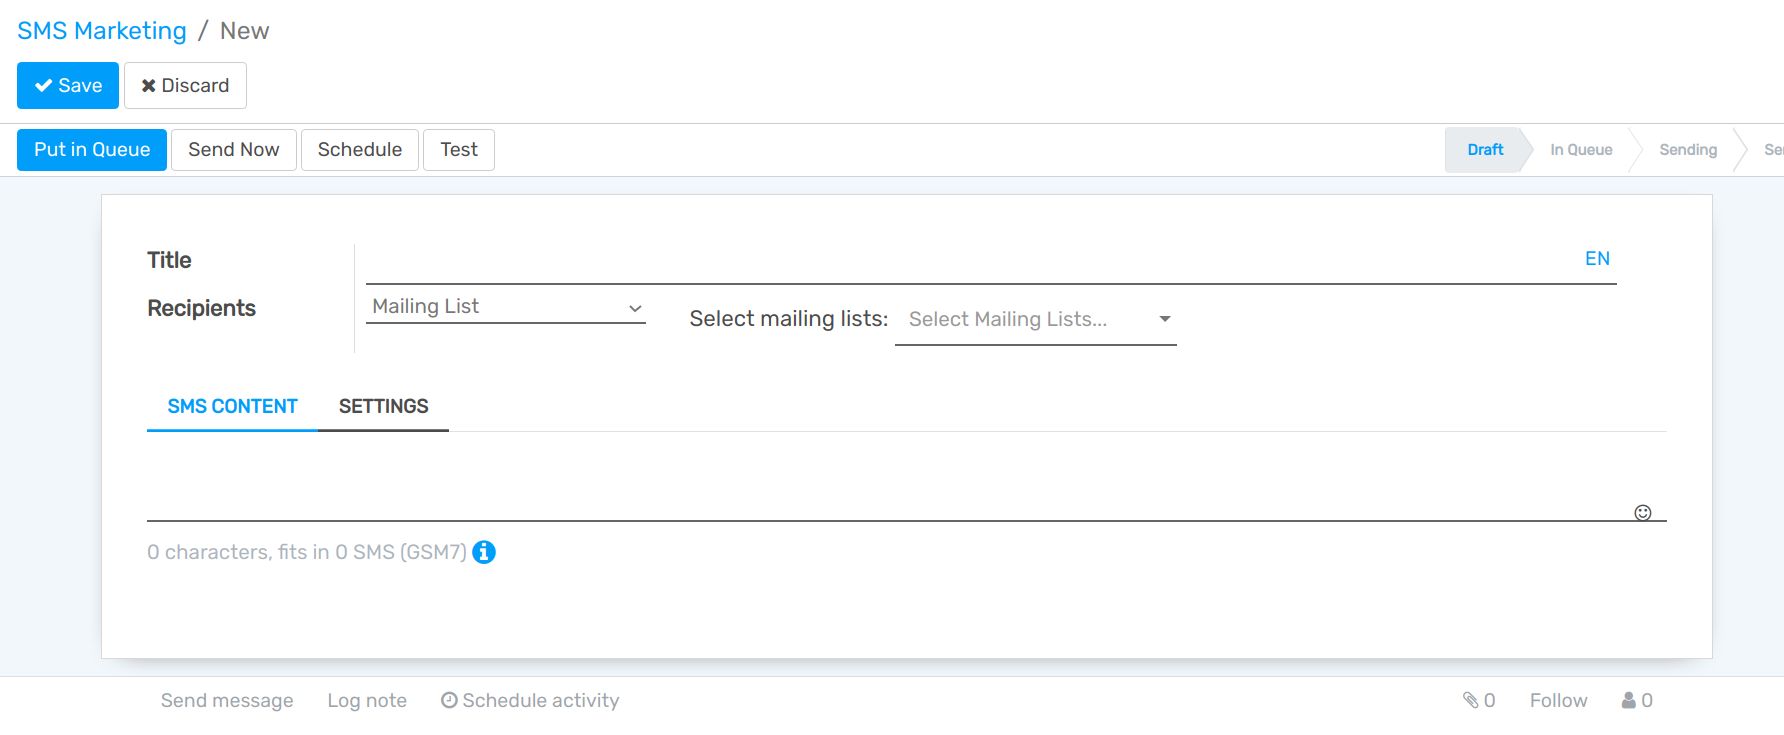 SMS Marketing / New
Save Discard
Put in Queue Send Now Schedule Test Draft In Queue Sending
Title EN
Recipients Mailing List Select mailing lists: Select Mailing Lists...
SMS CONTENT SETTINGS
0 characters, fits in 0 SMS (GSM7)
Send message Log note Schedule activity 0 Follow 0